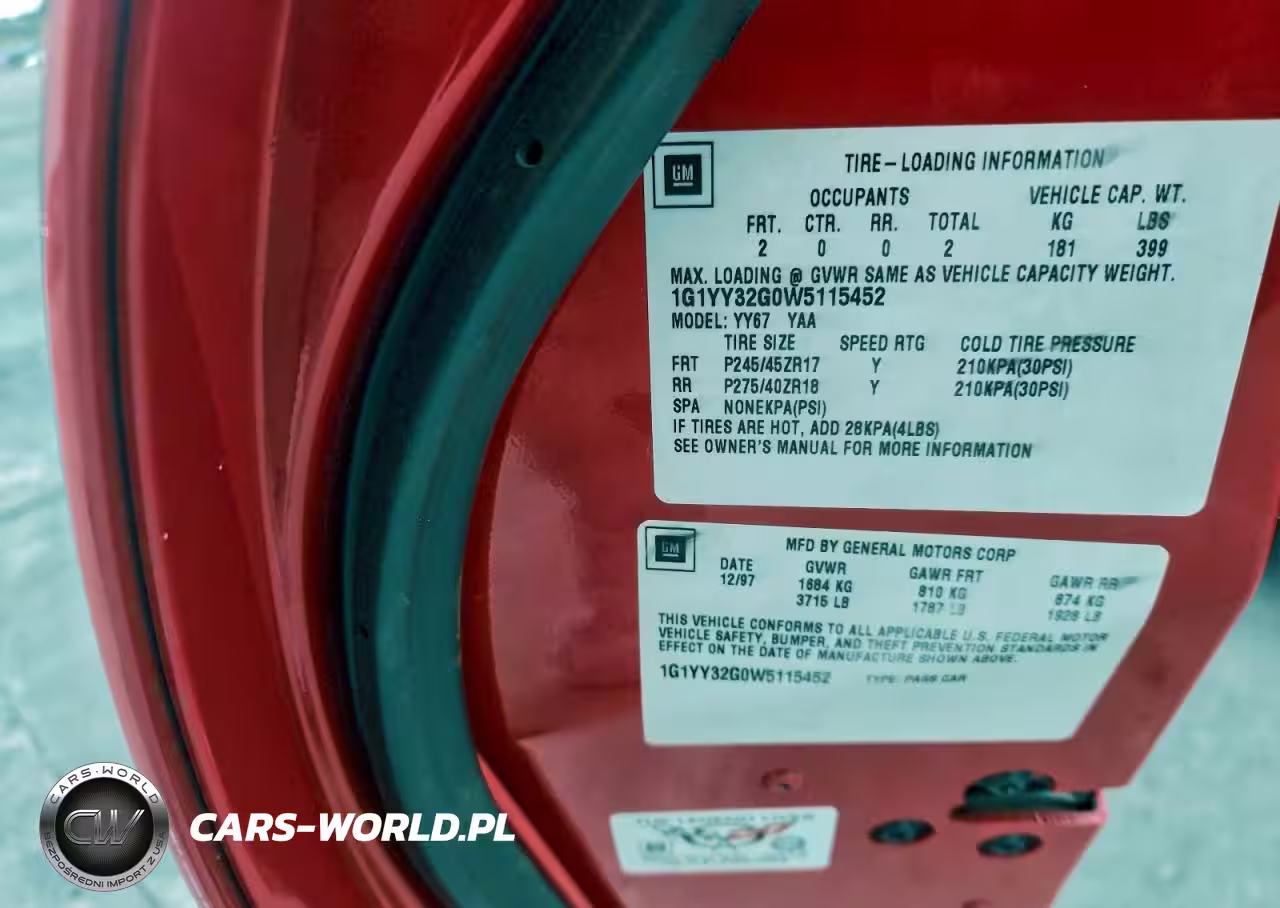 GM
TIRE-LOADING INFORMATION
OCCUPANTS VEHICLE CAP. WT.
FRT. CTR. RR. TOTAL KG LBS
2 0 0 2 181 399
MAX. LOADING @ GVWR SAME AS VEHICLE CAPACITY WEIGHT.
1G1YY32G0W5115452
MODEL: YY67 YAA
TIRE SIZE SPEED RTG COLD TIRE PRESSURE
FRT P245/45ZR17 Y 210KPA(30PSI)
RR P275/40ZR18 Y 210KPA(30PSI)
SPA NONEKPA(PSI)
IF TIRES ARE HOT, ADD 28KPA(4LBS)
SEE OWNER'S MANUAL FOR MORE INFORMATION
GM
MFD BY GENERAL MOTORS CORP
DATE GVWR GAWR FRT GAWR RR
12/97 1684 KG 810 KG 874 KG
3715 LB 1787 LB 1928 LB
THIS VEHICLE CONFORMS TO ALL APPLICABLE U.S. FEDERAL MOTOR
VEHICLE SAFETY, BUMPER, AND THEFT PREVENTION STANDARDS IN
EFFECT ON THE DATE OF MANUFACTURE SHOWN ABOVE.
1G1YY32G0W5115452 TYPE: PASS CAR
CARS-WORLD
CW
BEZPOŚREDNI IMPORT Z USA
CARS-WORLD.PL